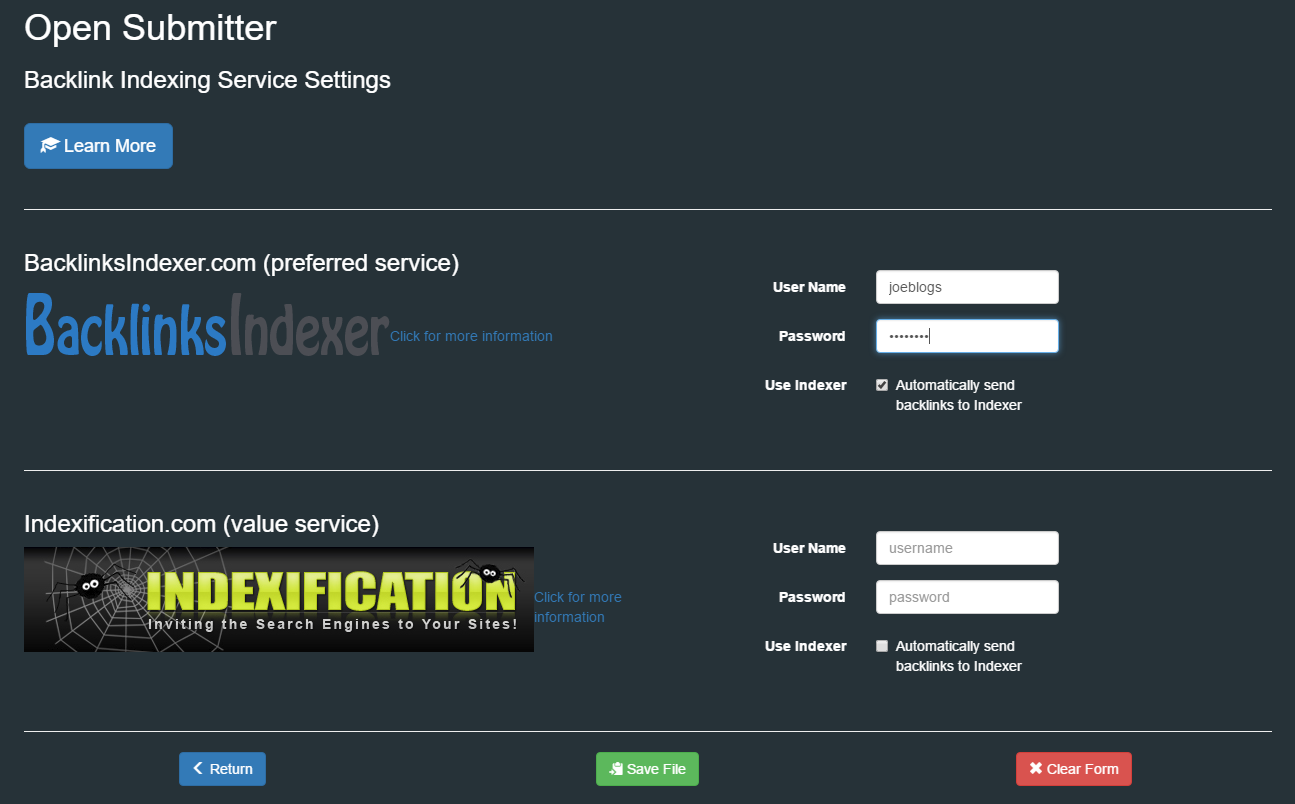 Open Submitter
Backlink Indexing Service Settings
Learn More
BacklinksIndexer.com (preferred service)
BacklinksIndexer
Click for more information
User Name
joeblogs
Password
••••••••
Use Indexer
Automatically send
backlinks to Indexer
Indexification.com (value service)
INDEXIFICATION
Inviting the Search Engines to Your Sites!
Click for more
information
User Name
username
Password
password
Use Indexer
Automatically send
backlinks to Indexer
Return
Save File
Clear Form